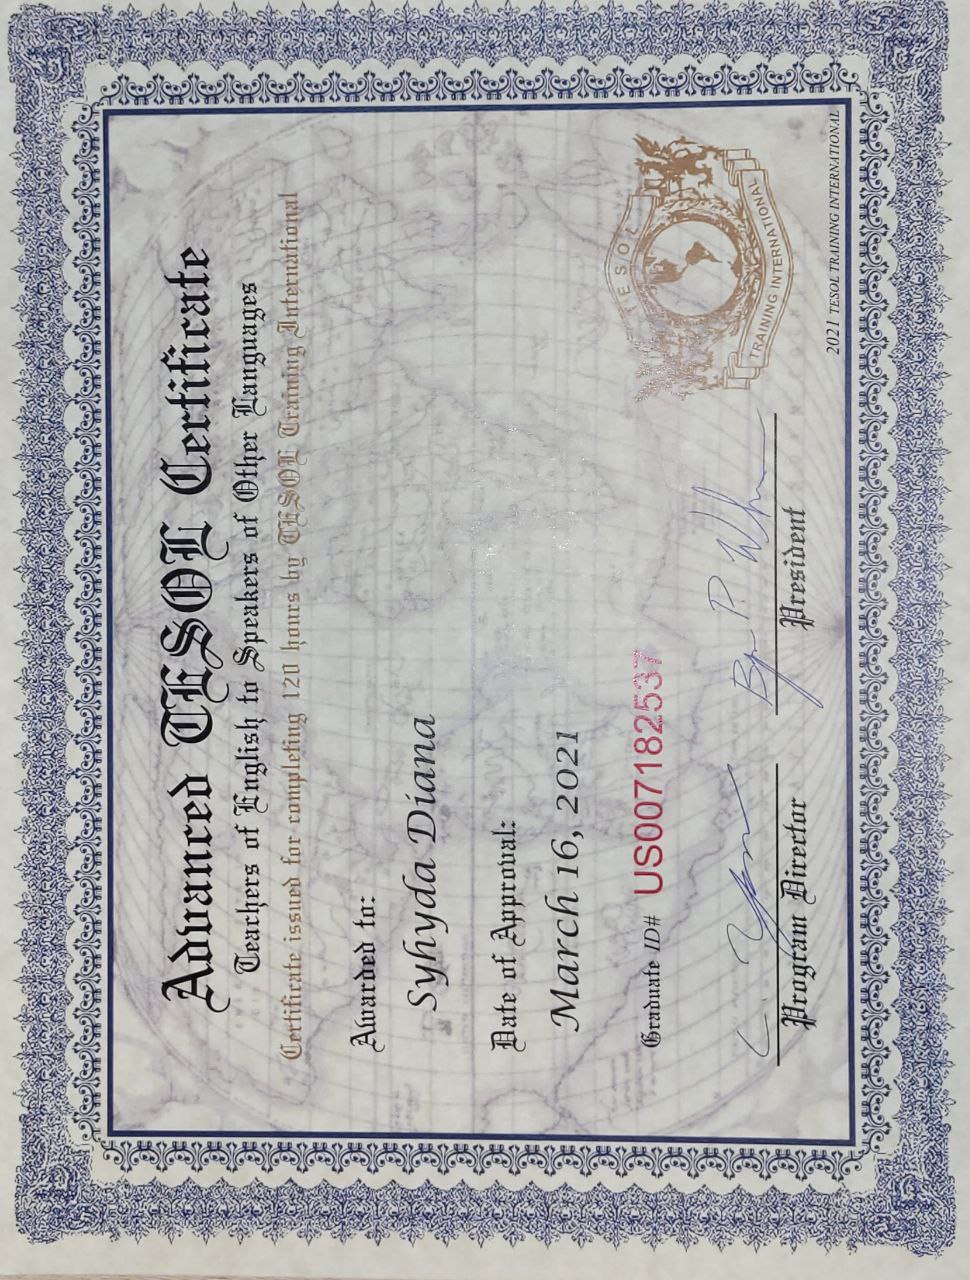 Advanced TESOL Certificate
Teachers of English to Speakers of Other Languages
Certificate issued for completing 120 hours by TESOL Training International
Awarded to:
Syhyda Diana
Date of Approval:
March 16, 2021
Graduate ID# US007182537
Program Director
President
TESOL
TRAINING INTERNATIONAL
2021 TESOL TRAINING INTERNATIONAL